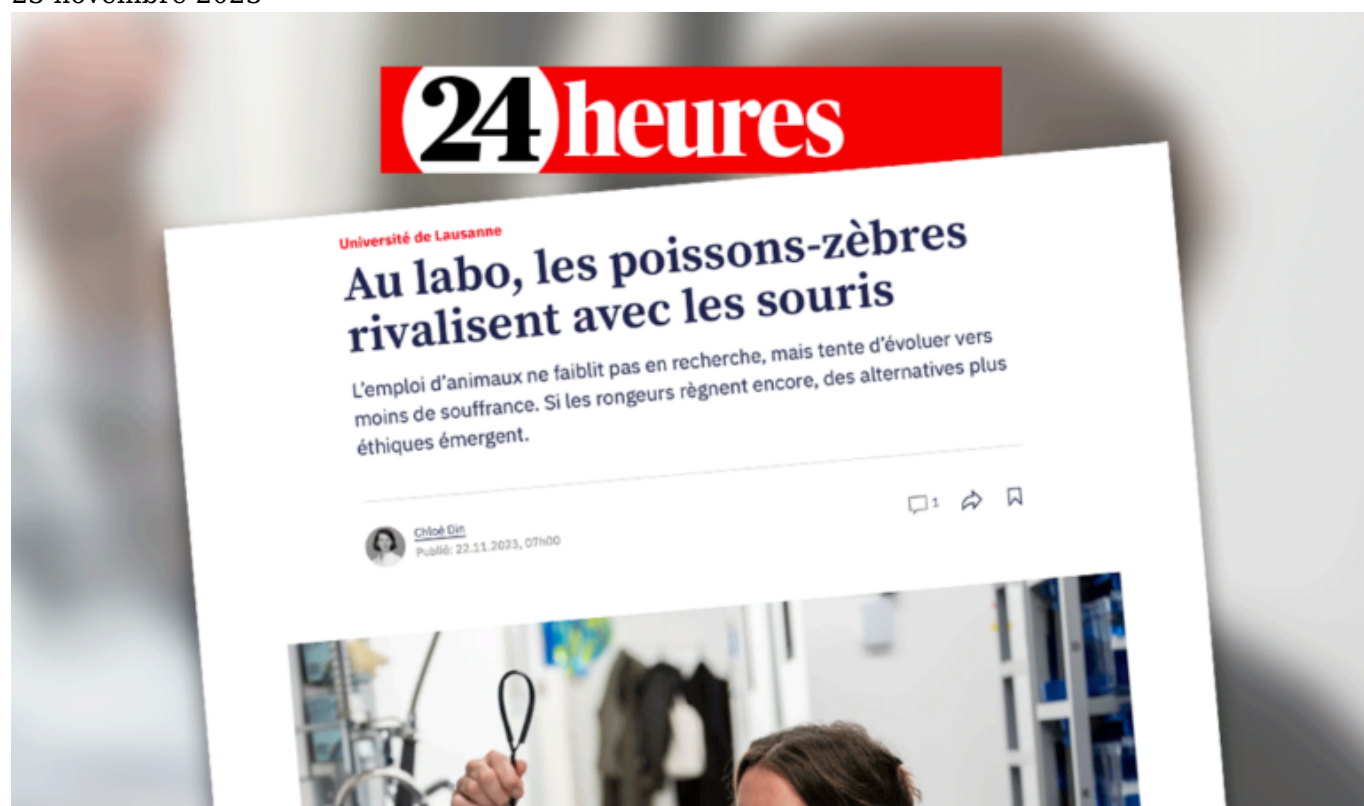 24 heures
Université de Lausanne
Au labo, les poissons-zèbres
rivalisent avec les souris
L'emploi d'animaux ne faiblit pas en recherche, mais tente d'évoluer vers
moins de souffrance. Si les rongeurs règnent encore, des alternatives plus
éthiques émergent.
Chloé Din
1
Publié: 22.11.2023, 07h00